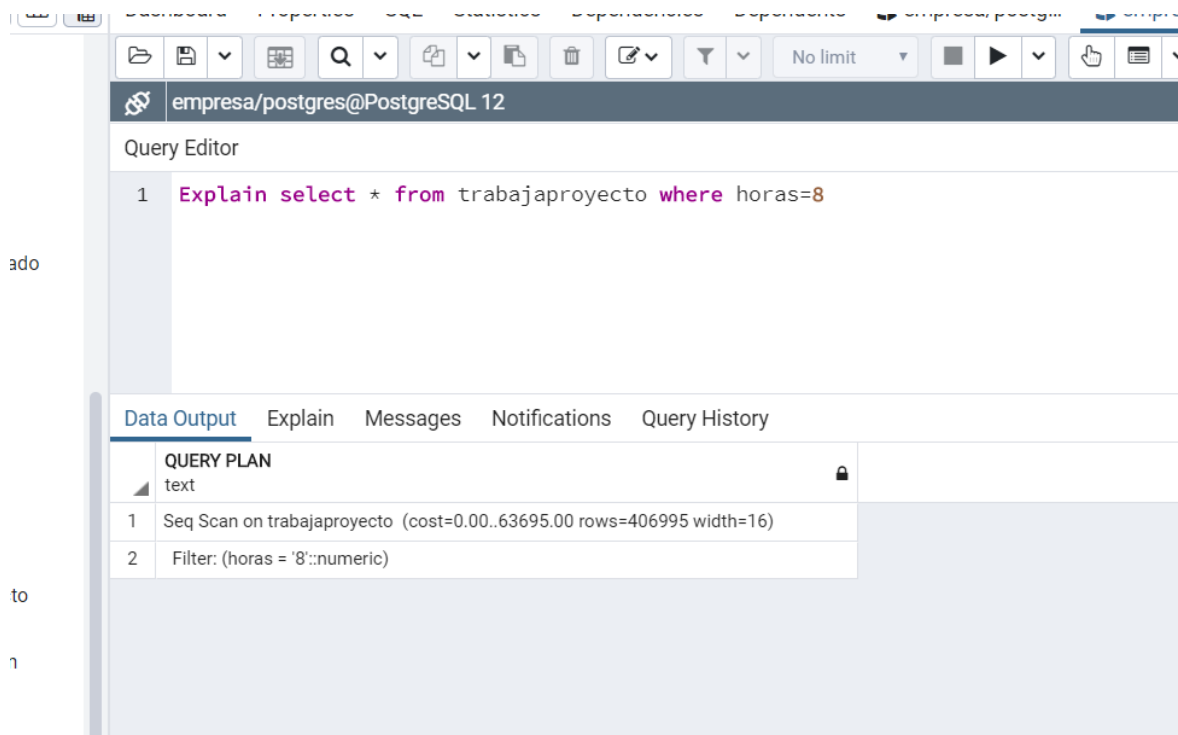 No limit
empresa/postgres@PostgreSQL 12
Query Editor
1 Explain select * from trabajaproyecto where horas=8
ado
Data Output Explain Messages Notifications Query History
QUERY PLAN
text
1 Seq Scan on trabajaproyecto (cost=0.00..63695.00 rows=406995 width=16)
2 Filter: (horas = '8'::numeric)
to
n